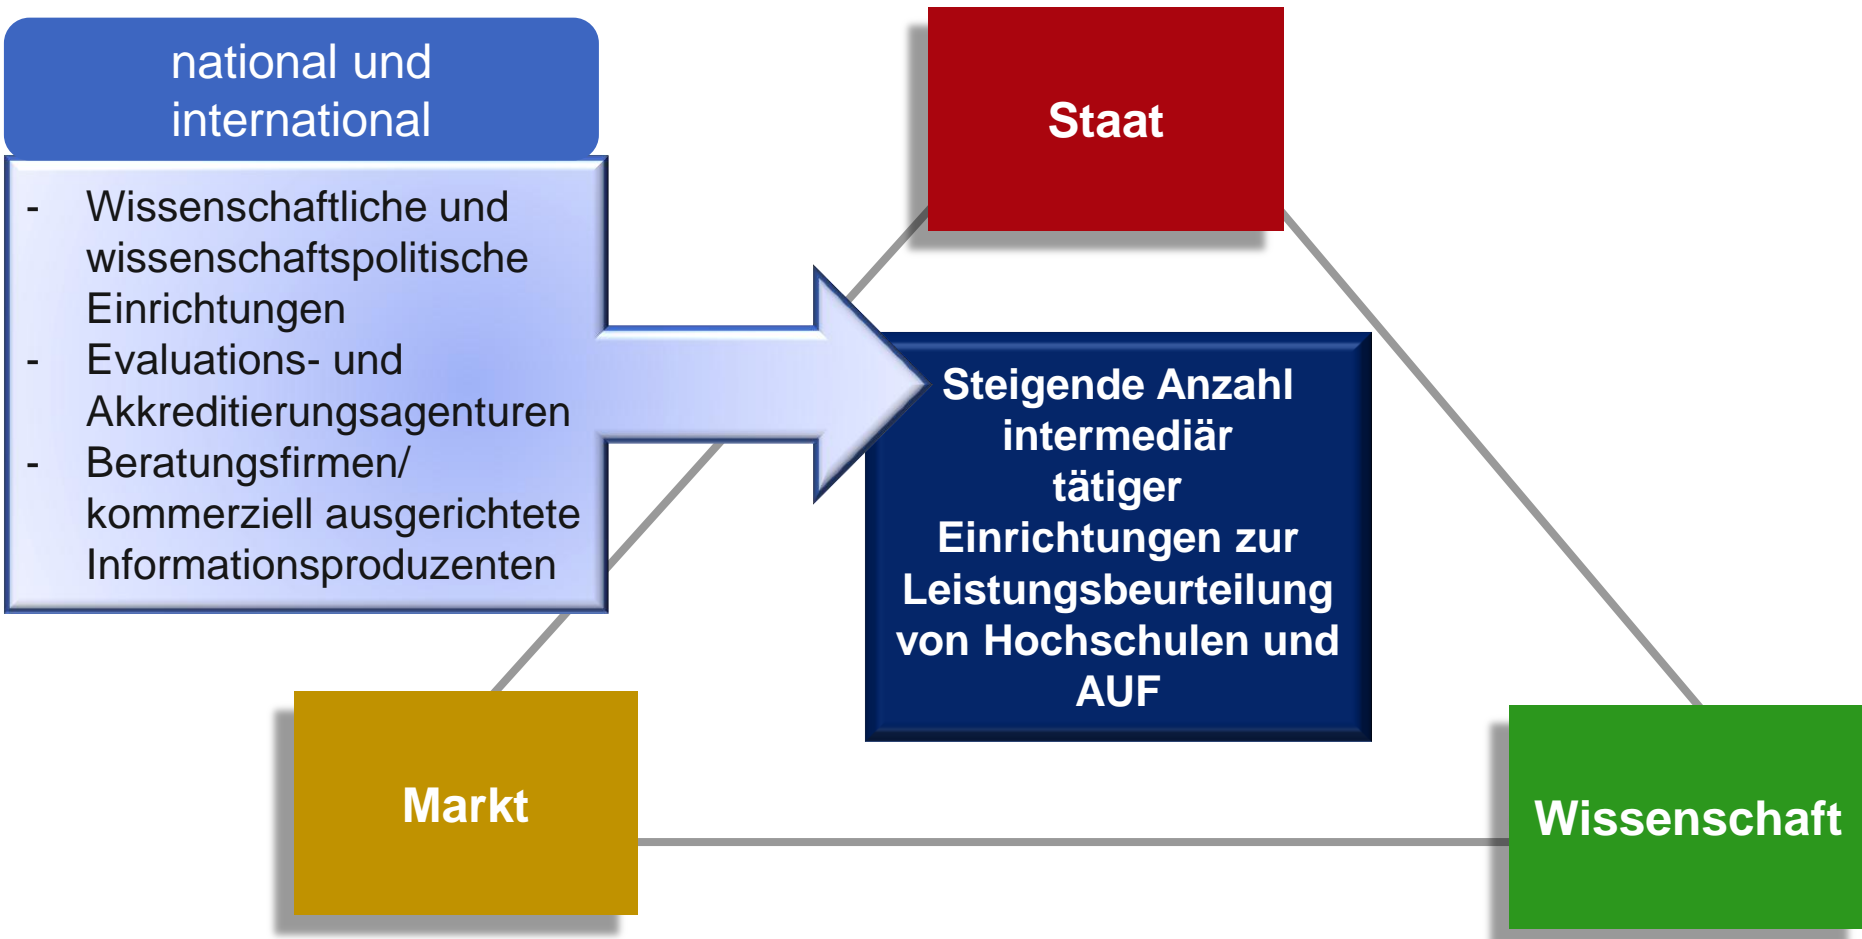 national und
international
- Wissenschaftliche und
wissenschaftspolitische
Einrichtungen
- Evaluations- und
Akkreditierungsagenturen
- Beratungsfirmen/
kommerziell ausgerichtete
Informationsproduzenten
Staat
Steigende Anzahl
intermediär
tätiger
Einrichtungen zur
Leistungsbeurteilung
von Hochschulen und
AUF
Markt
Wissenschaft